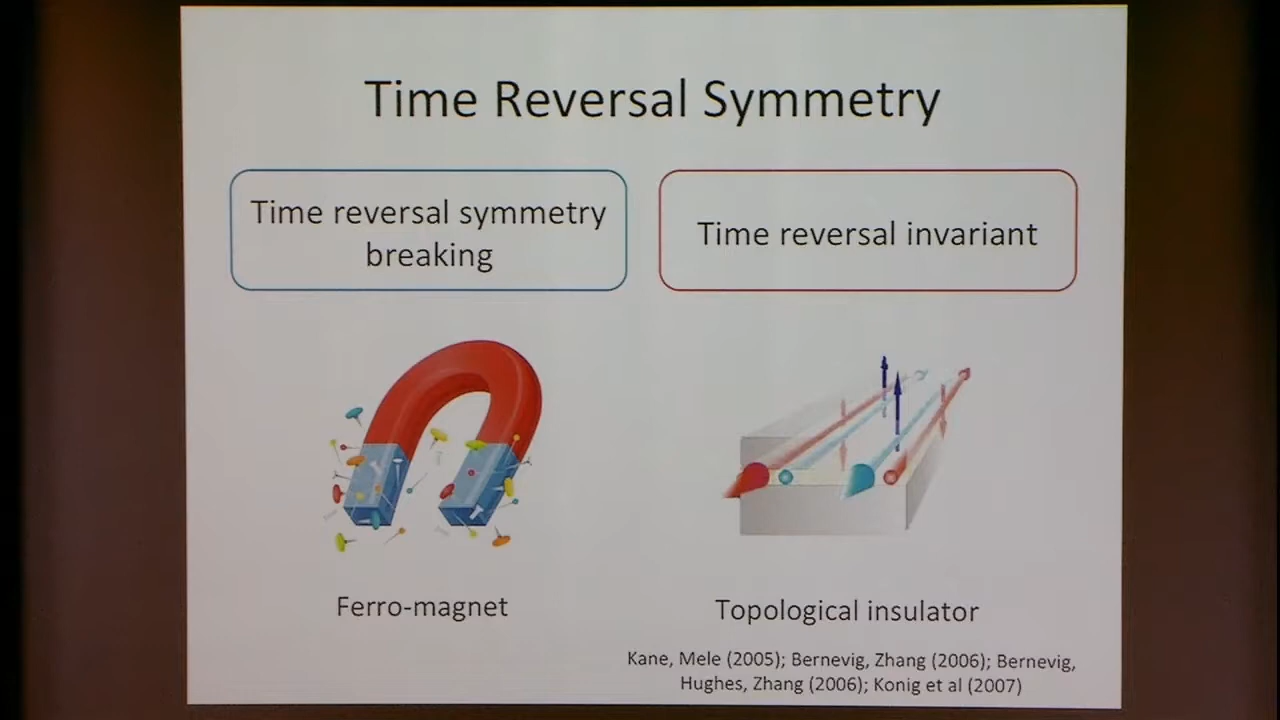 Time Reversal Symmetry
Time reversal symmetry
breaking
Time reversal invariant
Ferro-magnet
Topological insulator
Kane, Mele (2005); Bernevig, Zhang (2006); Bernevig,
Hughes, Zhang (2006); Konig et al (2007)